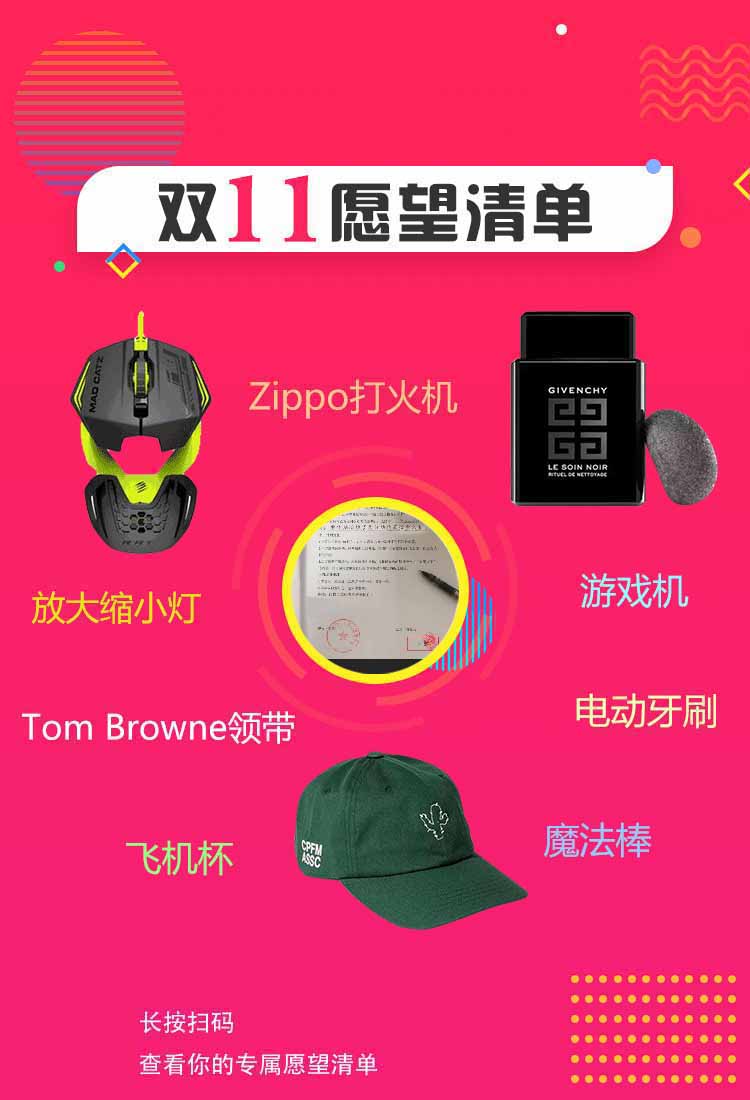 双11愿望清单
MAD CATZ
Zippo打火机
GIVENCHY
LE SOIN NOIR
RITUEL DE NETTOYAGE
放大缩小灯
游戏机
Tom Browne领带
电动牙刷
CPFM
ASSC
飞机杯
魔法棒
长按扫码
查看你的专属愿望清单